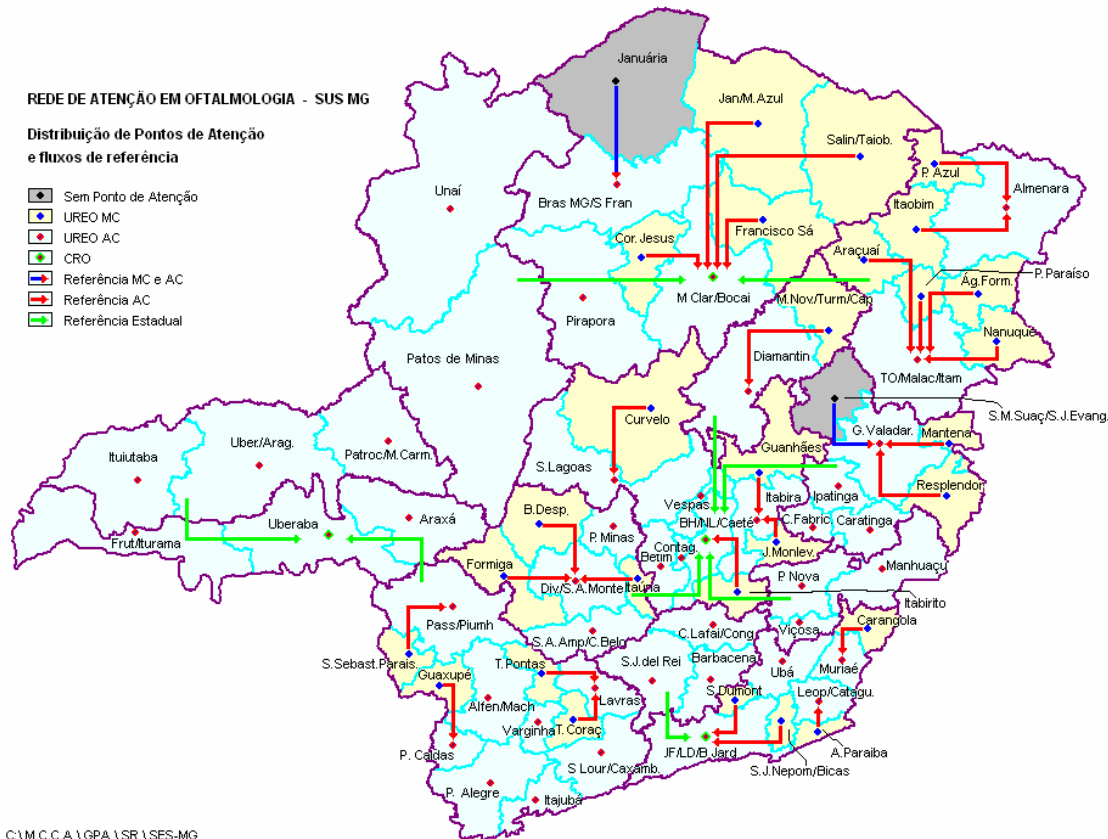 REDE DE ATENÇÃO EM OFTALMOLOGIA - SUS MG
Distribuição de Pontos de Atenção
e fluxos de referência
Sem Ponto de Atenção
UREO MC
UREO AC
CRO
Referência MC e AC
Referência AC
Referência Estadual
Januária
Jan/M.Azul
Salin/Taiob.
P. Azul
Almenara
Unaí
Bras MG/S Fran
Itaobim
Cor.Jesus
Francisco Sá
Araçuaí
P.Paraíso
Ag.Form.
M Clar/Bocai
M.Nov/Turm/Cap
Pirapora
Nanuque
Patos de Minas
Diamantin
TO/Malac/Itam
S.M.Suaç/S.J.Evang.
Curvelo
G.Valadar.
Mantena
Uber/Arag.
Guanhães
Ituiutaba
Patroc/M.Carm.
S.Lagoas
Ipatinga
Resplendor
Vespas
Itabira
B.Desp.
Uberaba
Araxá
BH/NL/Caeté
C.Fabric.
Caratinga
P.Minas
Frut/Iturama
Contag.
Betim
J.Monlev.
Formiga
Manhuaçu
Div/S.A.Monte
Itaúna
P.Nova
Itabirito
Pass/Piumh
Viçosa
Carangola
S.A.Amp/C.Belo
C.Lafai/Cong.
S.Sebast.Parais.
T.Pontas
S.J.del Rei
Barbacena
Ubá
Muriaé
Guaxupé
S.Dumont
Leop/Catagu.
Alfen/Mach
Lavras
Varginha
T.Coraç
P. Caldas
JF/LD/B.Jard
A.Paraiba
S Lour/Caxamb.
S.J.Nepom/Bicas
P. Alegre
Itajubá
C:\M.C.C.A.\GPA\SR\SES-MG